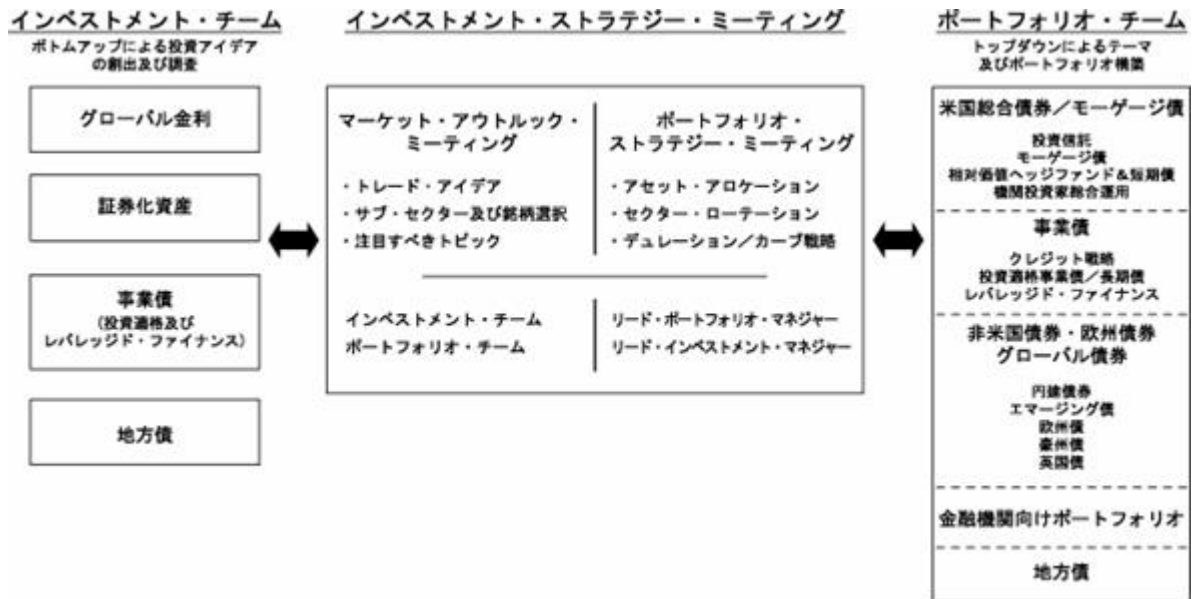 インベストメント・チーム
ボトムアップによる投資アイデア
の創出及び調査
グローバル金利
証券化資産
事業債
(投資適格及び
レバレッジド・ファイナンス)
地方債
インベストメント・ストラテジー・ミーティング
マーケット・アウトルック・
ミーティング
・トレード・アイデア
・サブ・セクター及び銘柄選択
・注目すべきトピック
インベストメント・チーム
ポートフォリオ・チーム
ポートフォリオ・
ストラテジー・ミーティング
・アセット・アロケーション
・セクター・ローテーション
・デュレーション/カーブ戦略
リード・ポートフォリオ・マネジャー
リード・インベストメント・マネジャー
ポートフォリオ・チーム
トップダウンによるテーマ
及びポートフォリオ構築
米国総合債券/モーゲージ債
投資信託
モーゲージ債
相対価値ヘッジファンド&短期債
機関投資家総合運用
事業債
クレジット戦略
投資適格事業債/長期債
レバレッジド・ファイナンス
非米国債券・欧州債券
グローバル債券
円建債券
エマージング債
欧州債
豪州債
英国債
金融機関向けポートフォリオ
地方債